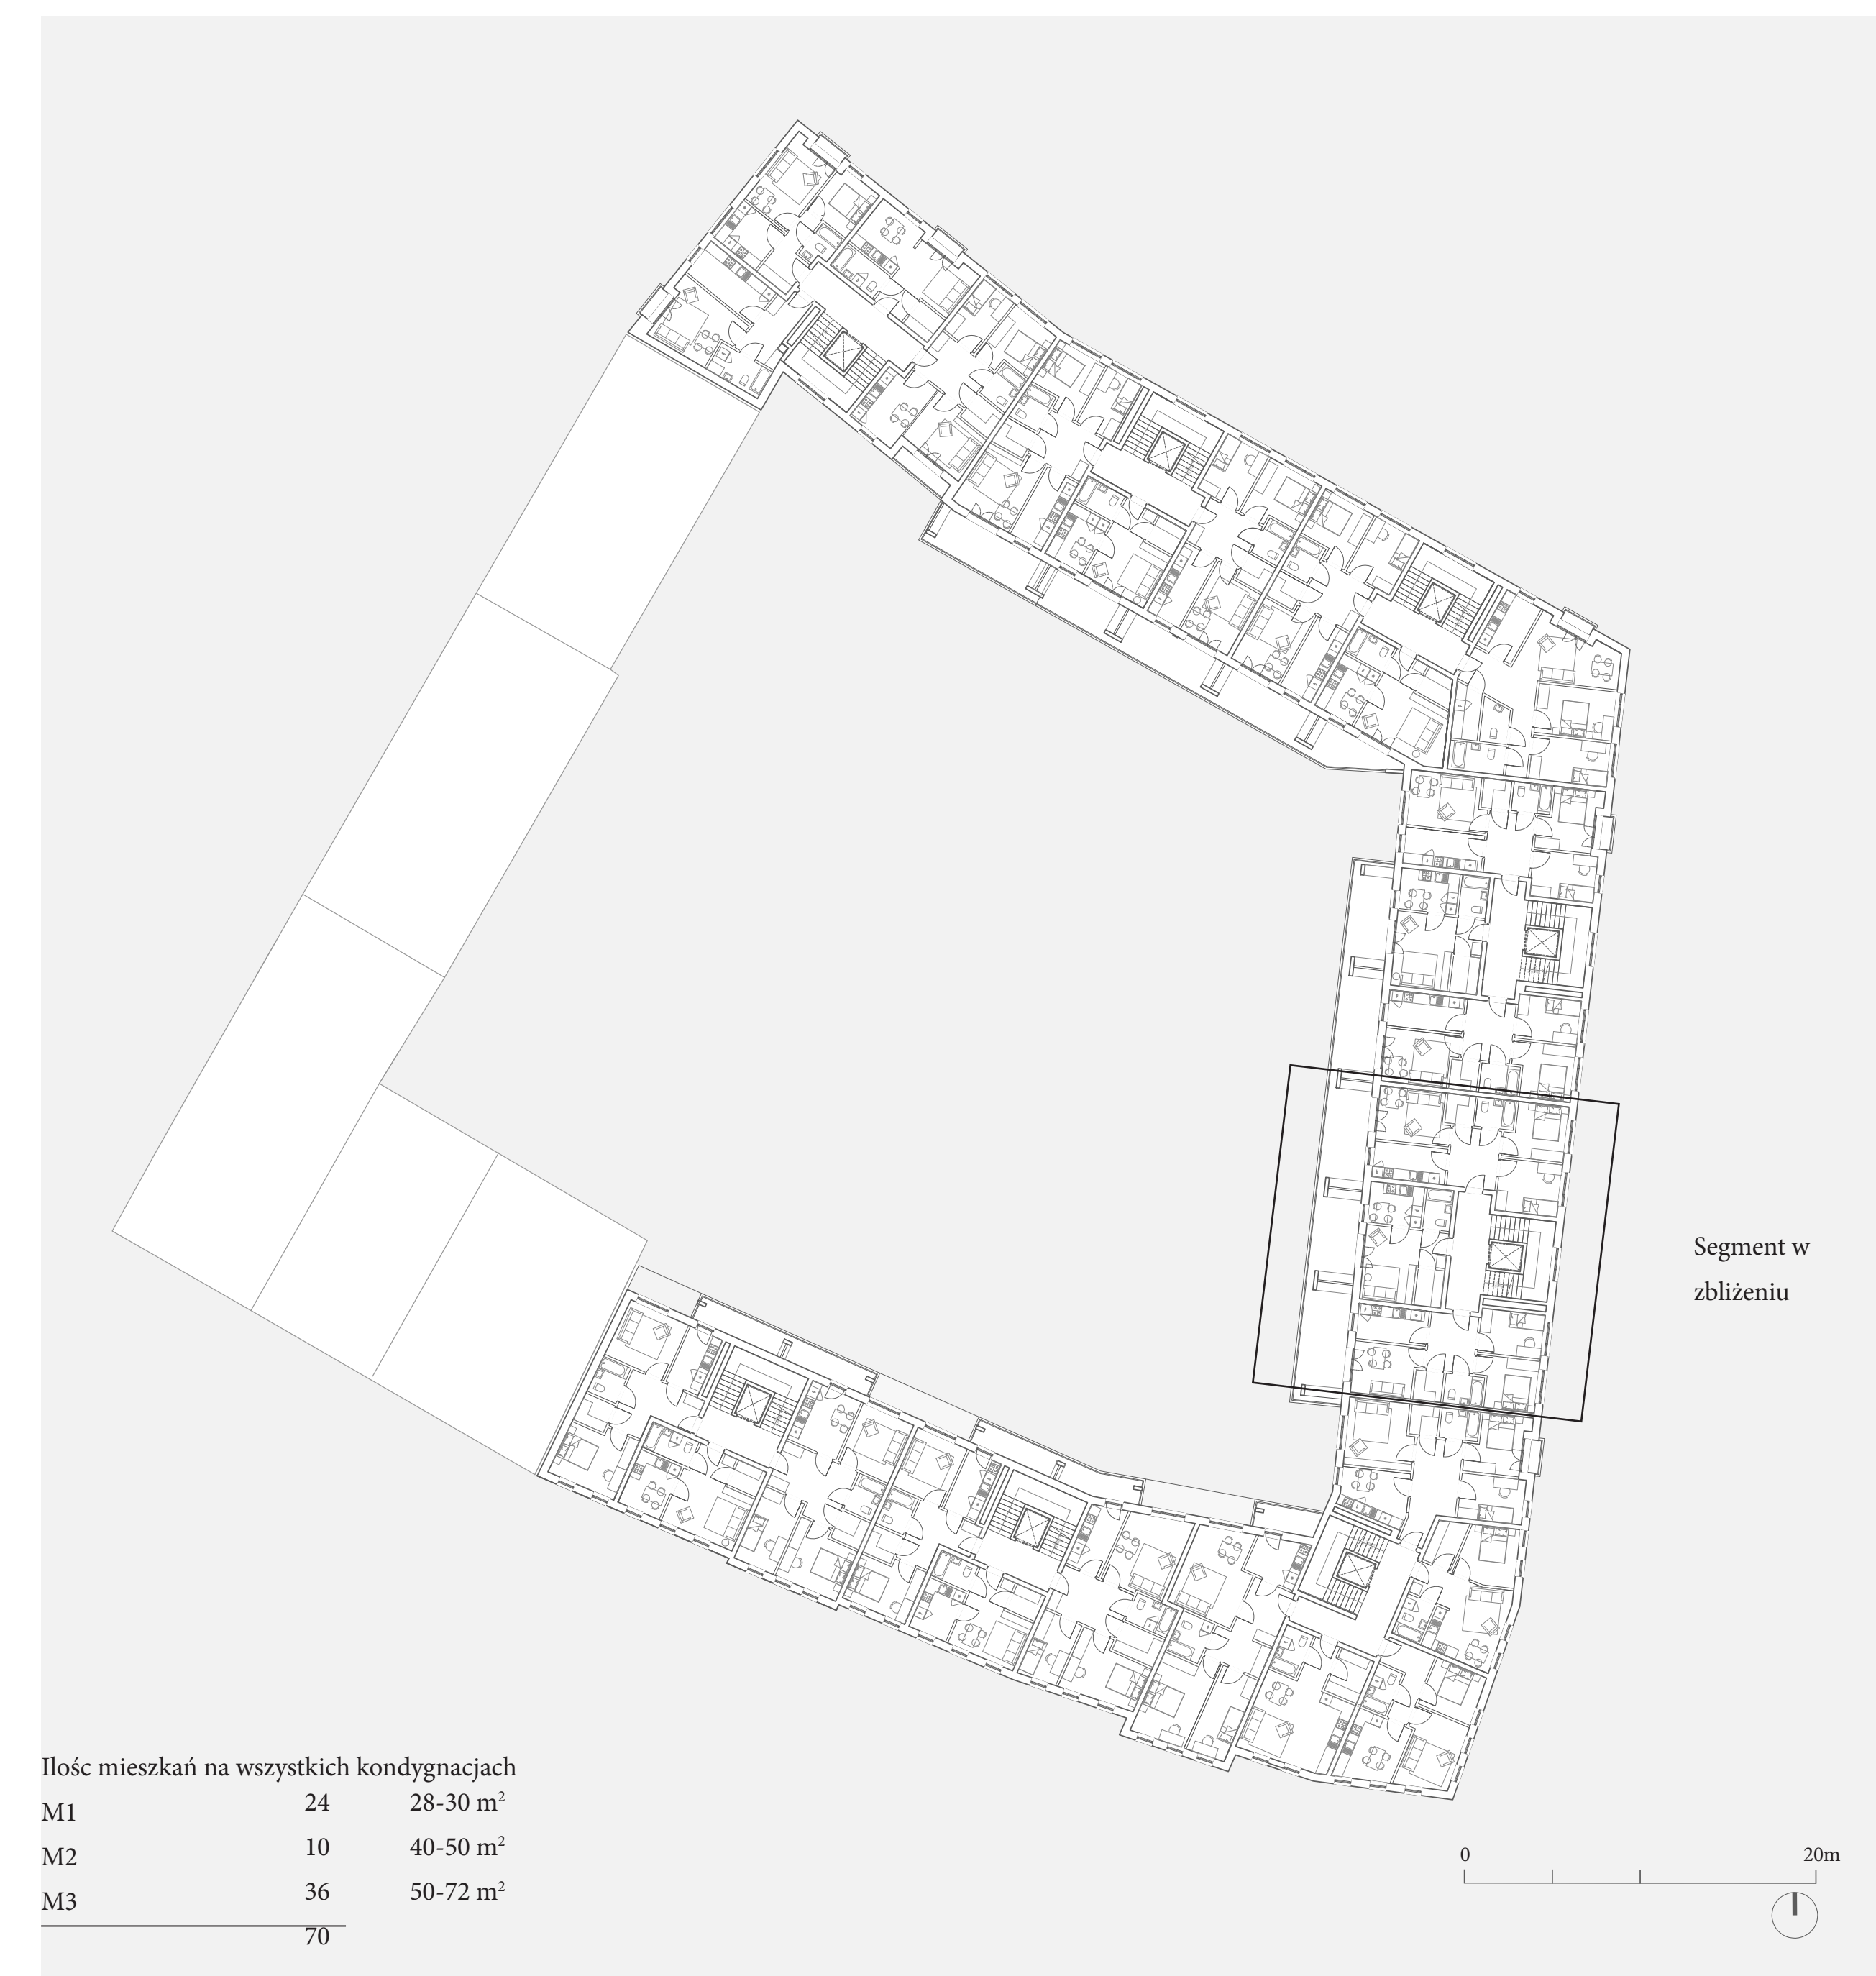 Segment w
zbliżeniu
Ilośc mieszkań na wszystkich kondygnacjach
M1 24 28-30 m²
M2 10 40-50 m²
M3 36 50-72 m²
70
0 20m